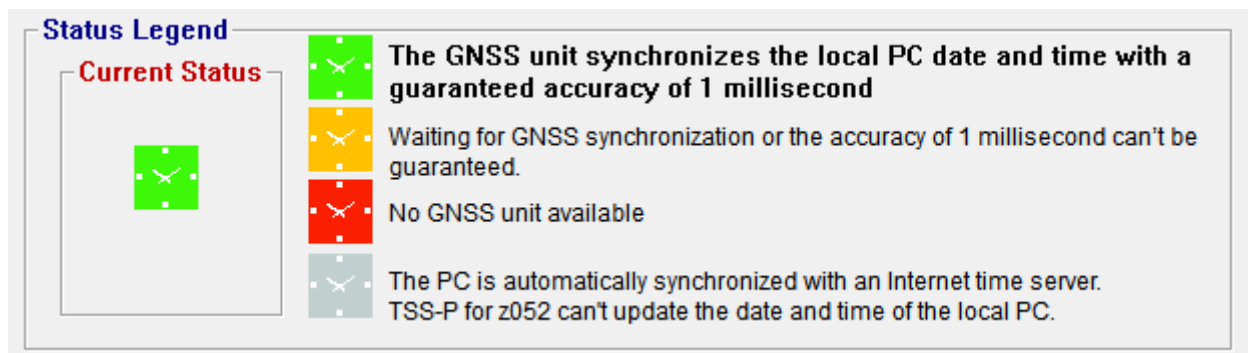 Status Legend
Current Status
The GNSS unit synchronizes the local PC date and time with a
guaranteed accuracy of 1 millisecond
Waiting for GNSS synchronization or the accuracy of 1 millisecond can't be
guaranteed.
No GNSS unit available
The PC is automatically synchronized with an Internet time server.
TSS-P for z052 can't update the date and time of the local PC.